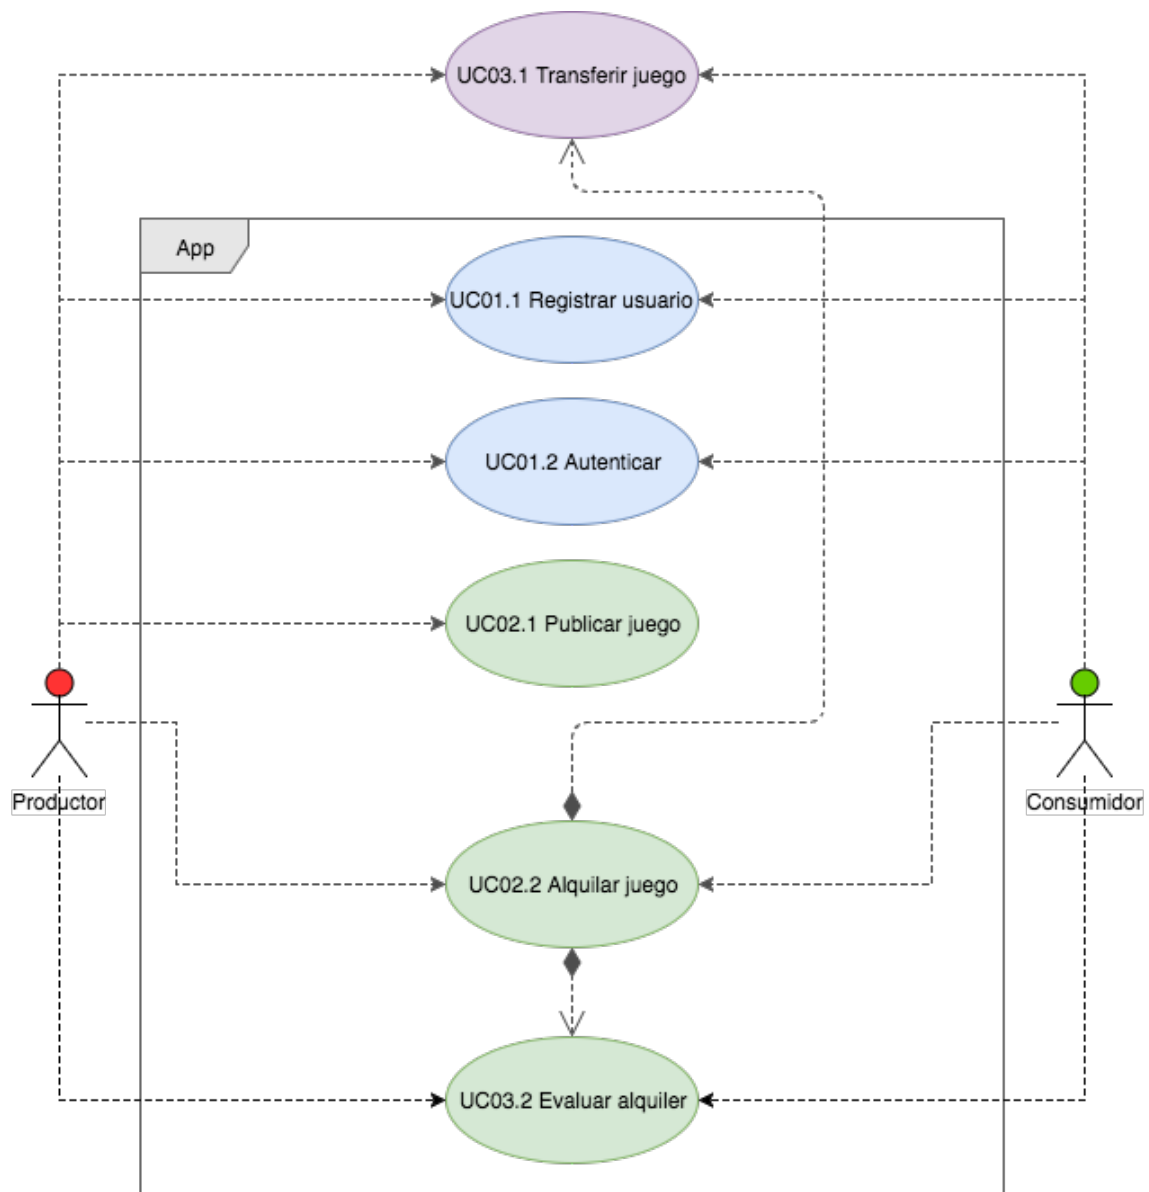 UC03.1 Transferir juego
App
UC01.1 Registrar usuario
UC01.2 Autenticar
UC02.1 Publicar juego
Productor
Consumidor
UC02.2 Alquilar juego
UC03.2 Evaluar alquiler